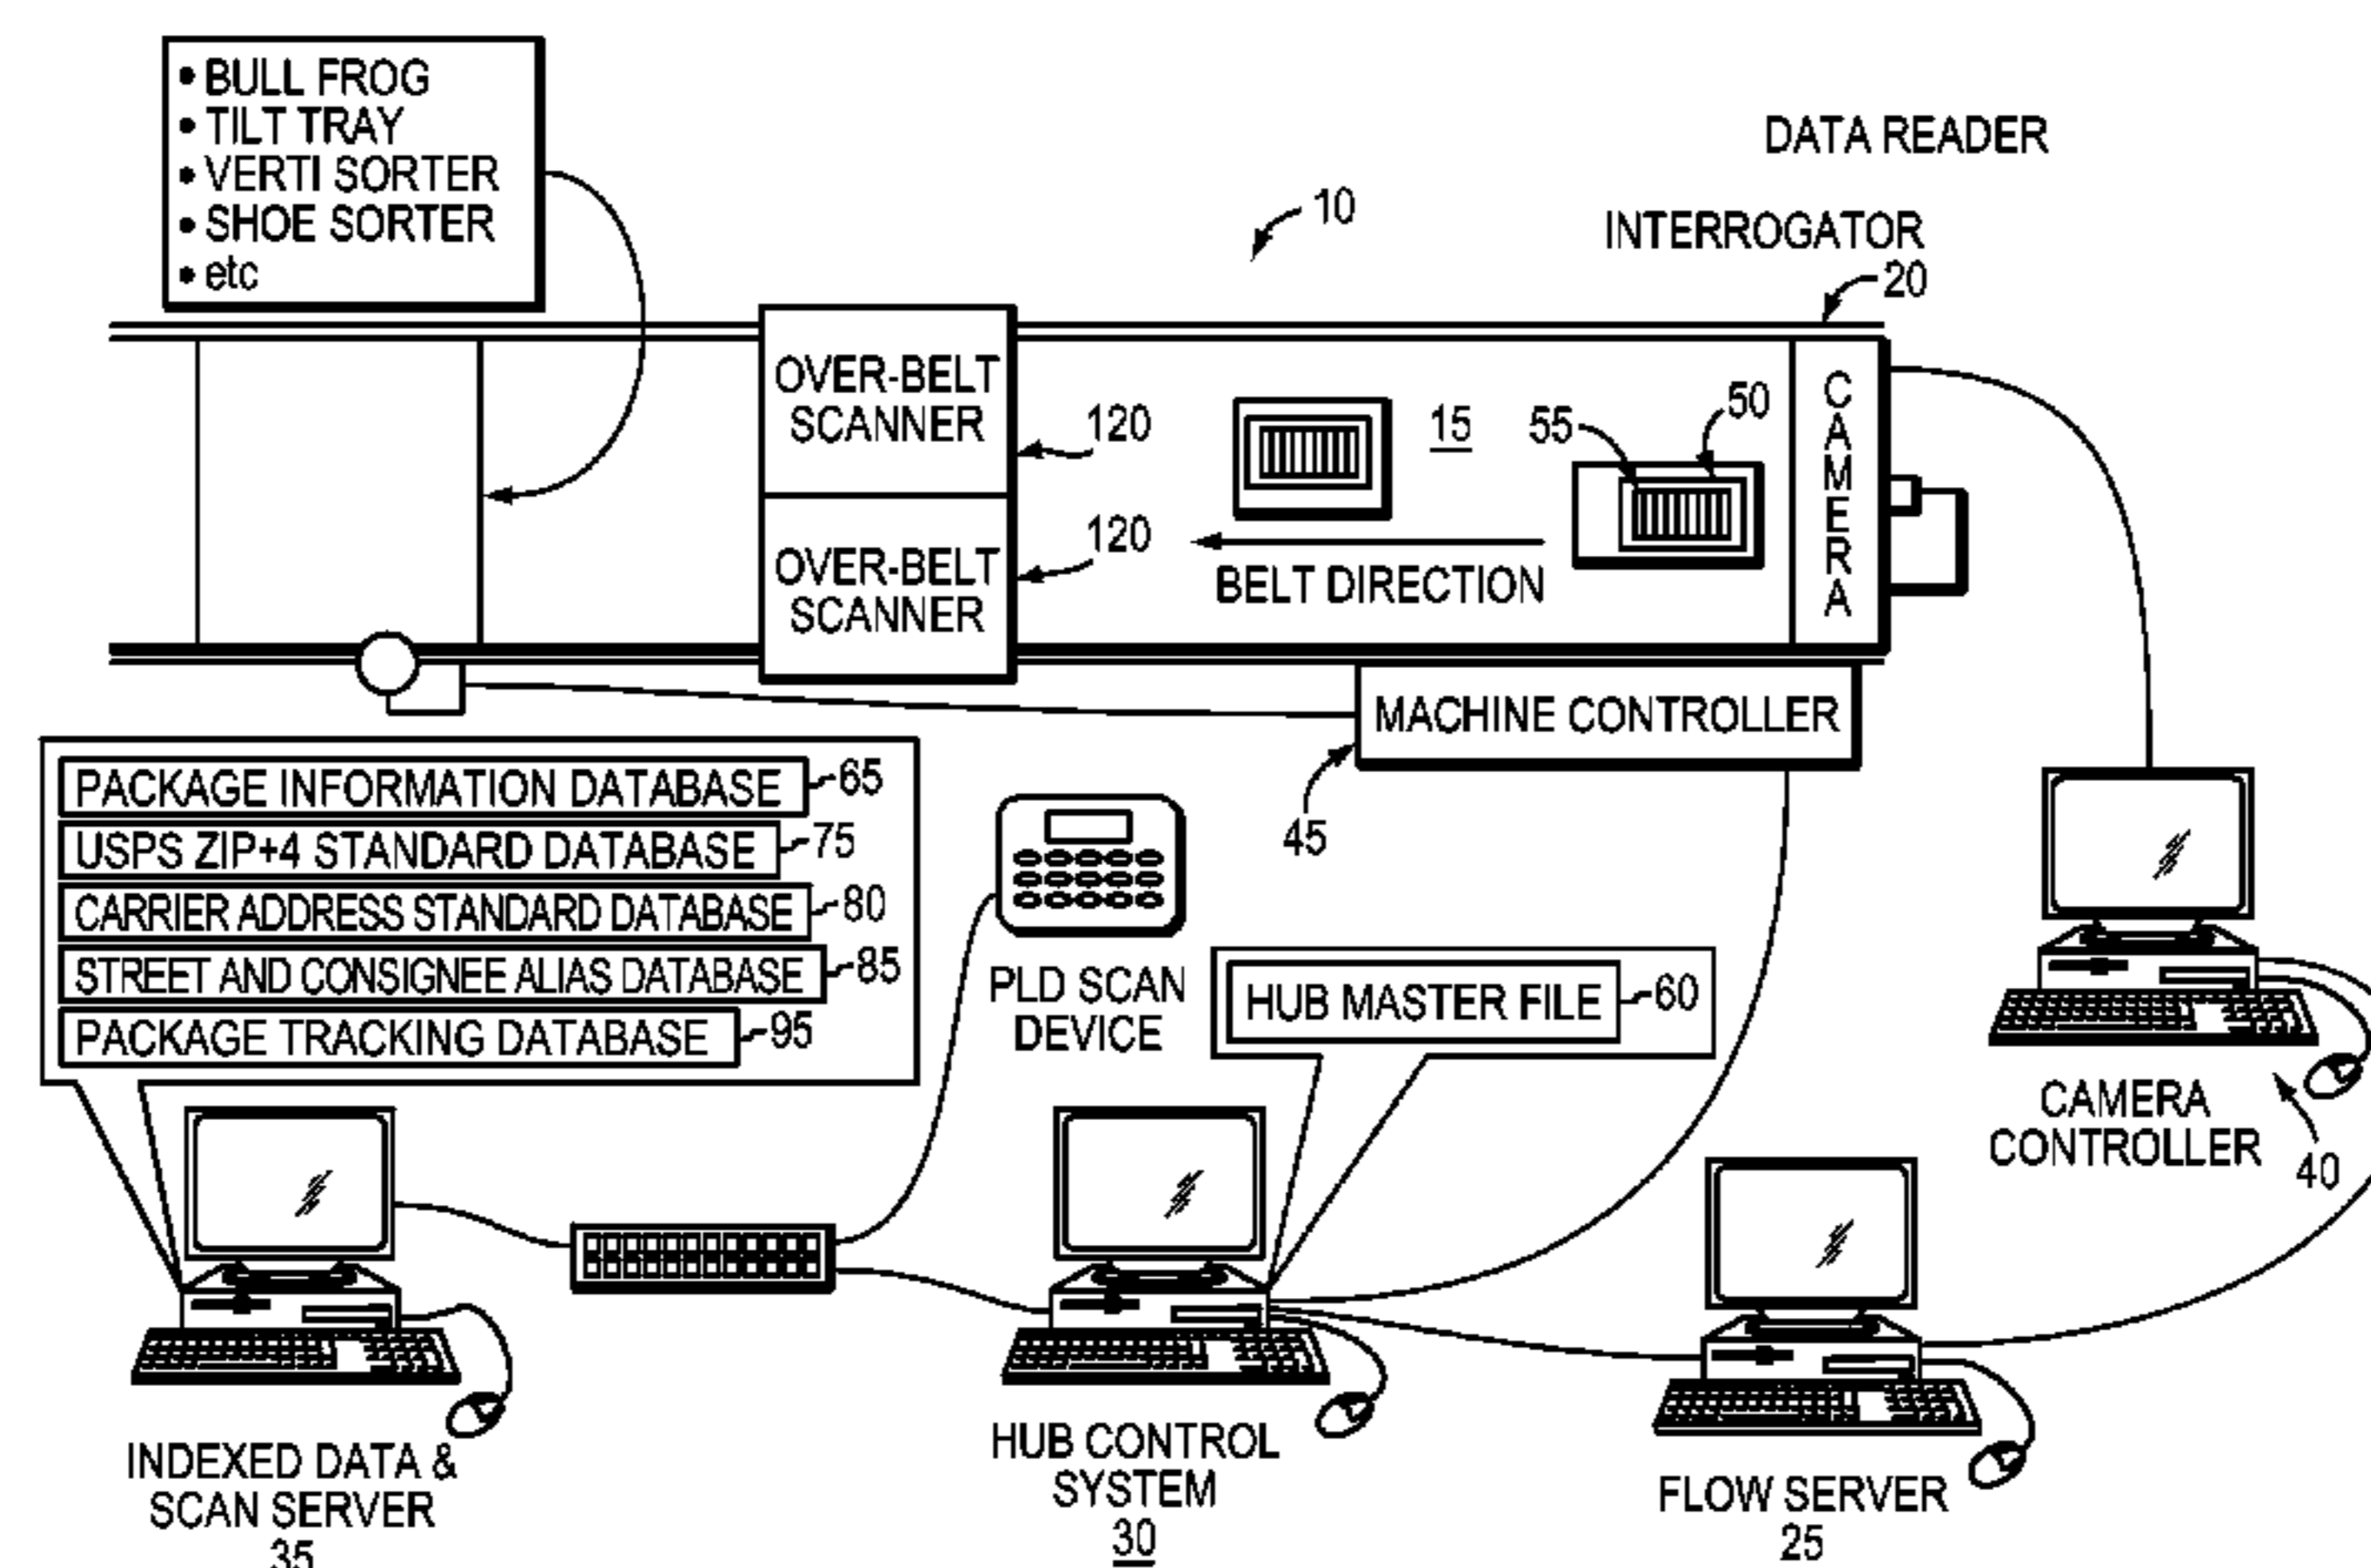 • BULL FROG
• TILT TRAY
• VERTI SORTER
• SHOE SORTER
• etc
DATA READER
INTERROGATOR
20
10
OVER-BELT
SCANNER
120
OVER-BELT
SCANNER
120
15
55
50
BELT DIRECTION
CAMERA
MACHINE CONTROLLER
45
PACKAGE INFORMATION DATABASE 65
USPS ZIP+4 STANDARD DATABASE 75
CARRIER ADDRESS STANDARD DATABASE 80
STREET AND CONSIGNEE ALIAS DATABASE 85
PACKAGE TRACKING DATABASE 95
PLD SCAN
DEVICE
HUB MASTER FILE 60
CAMERA
CONTROLLER
40
INDEXED DATA &
SCAN SERVER
35
HUB CONTROL
SYSTEM
30
FLOW SERVER
25